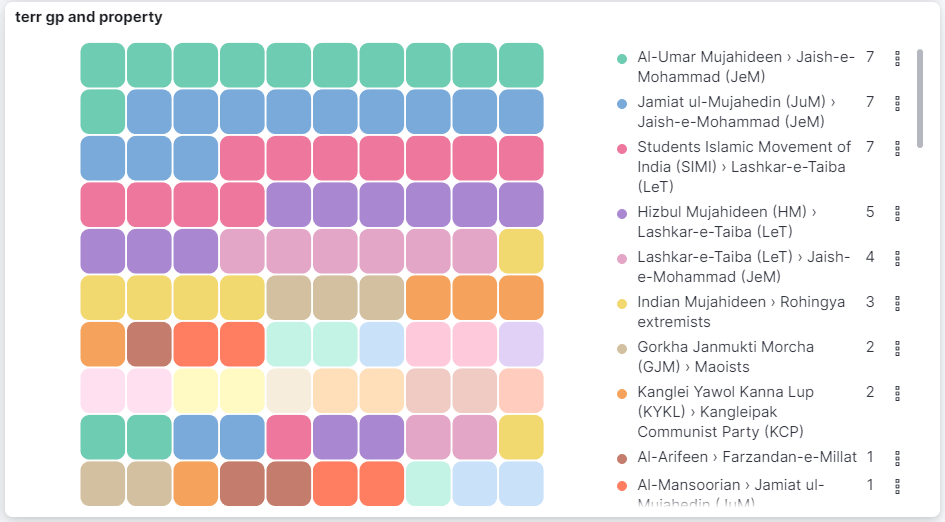 terr gp and property
Al-Umar Mujahideen › Jaish-e- 7
Mohammad (JeM)
Jamiat ul-Mujahedin (JuM) › 7
Jaish-e-Mohammad (JeM)
Students Islamic Movement of 7
India (SIMI) › Lashkar-e-Taiba
(LeT)
Hizbul Mujahideen (HM) › 5
Lashkar-e-Taiba (LeT)
Lashkar-e-Taiba (LeT) › Jaish- 4
e-Mohammad (JeM)
Indian Mujahideen › Rohingya 3
extremists
Gorkha Janmukti Morcha 2
(GJM) › Maoists
Kanglei Yawol Kanna Lup 2
(KYKL) › Kangleipak
Communist Party (KCP)
Al-Arifeen › Farzandan-e-Millat 1
Al-Mansoorian › Jamiat ul- 1
Mujahedin (JuM)